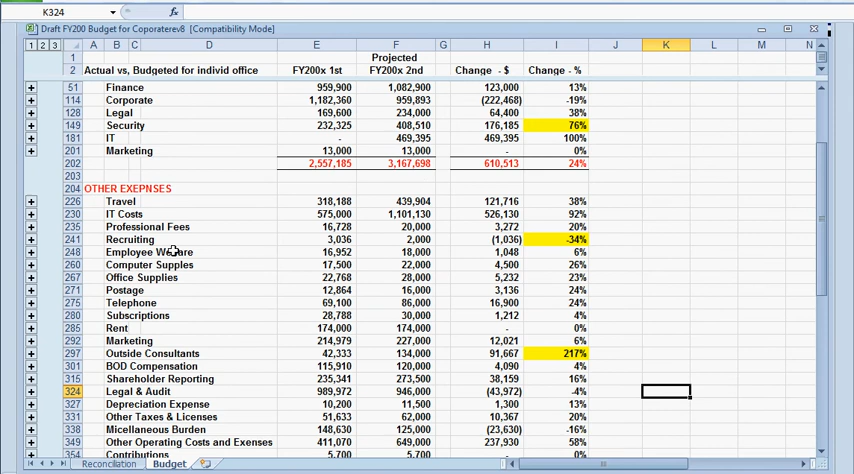 K324 fx
Draft FY200 Budget for Coporaterev8 [Compatibility Mode]
1 2 3 A B C D E F G H I J K L M N
1 Projected
2 Actual vs, Budgeted for individ office FY200x 1st FY200x 2nd Change - $ Change - %
51 Finance 959,900 1,082,900 123,000 13%
114 Corporate 1,182,360 959,893 (222,468) -19%
128 Legal 169,600 234,000 64,400 38%
149 Security 232,325 408,510 176,185 76%
181 IT - 469,395 469,395 100%
201 Marketing 13,000 13,000 - 0%
202 2,557,185 3,167,698 610,513 24%
203
204 OTHER EXEPNSES
226 Travel 318,188 439,904 121,716 38%
230 IT Costs 575,000 1,101,130 526,130 92%
235 Professional Fees 16,728 20,000 3,272 20%
241 Recruiting 3,036 2,000 (1,036) -34%
248 Employee Welfare 16,952 18,000 1,048 6%
260 Computer Supples 17,500 22,000 4,500 26%
267 Office Supplies 22,768 28,000 5,232 23%
271 Postage 12,864 16,000 3,136 24%
275 Telephone 69,100 86,000 16,900 24%
280 Subscriptions 28,788 30,000 1,212 4%
285 Rent 174,000 174,000 - 0%
292 Marketing 214,979 227,000 12,021 6%
297 Outside Consultants 42,333 134,000 91,667 217%
301 BOD Compensation 115,910 120,000 4,090 4%
315 Shareholder Reporting 235,341 273,500 38,159 16%
324 Legal & Audit 989,972 946,000 (43,972) -4%
327 Depreciation Expense 10,200 11,500 1,300 13%
331 Other Taxes & Licenses 51,633 62,000 10,367 20%
338 Micellaneous Burden 148,630 125,000 (23,630) -16%
349 Other Operating Costs and Exenses 411,070 649,000 237,930 58%
354 Contributions 5,700 5,700 - 0%
Reconciliation Budget